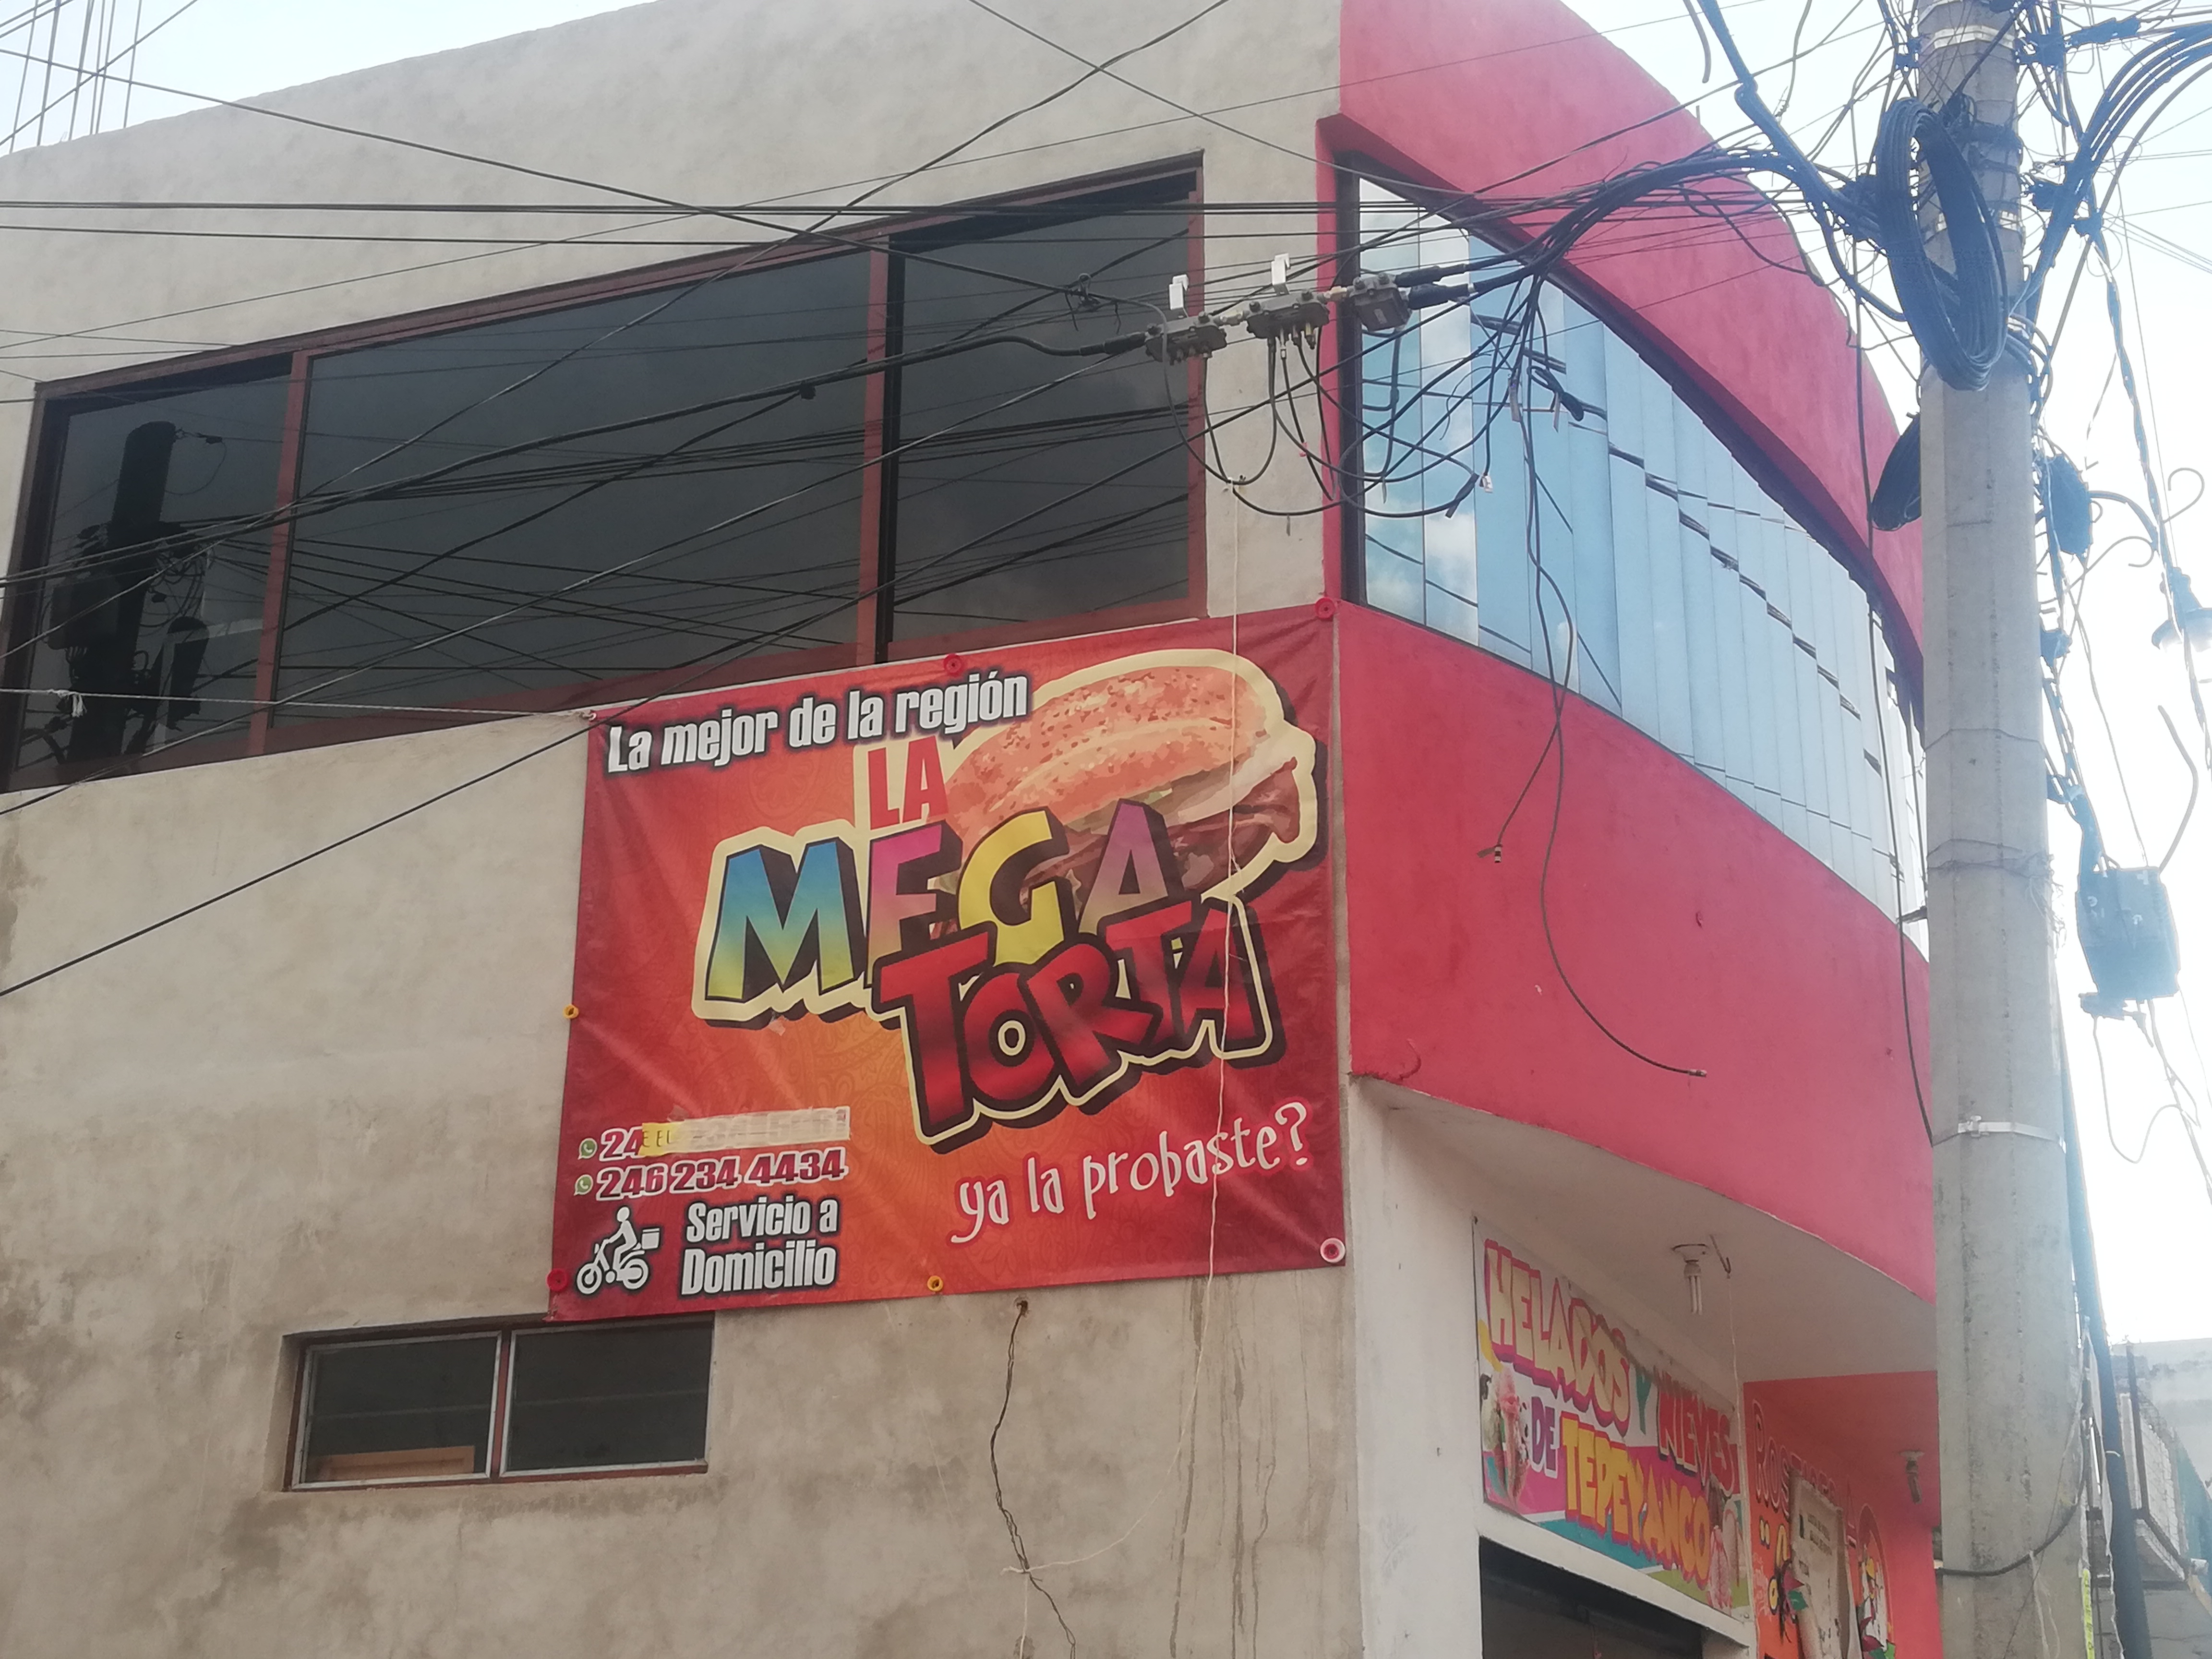 La mejor de la región
LA
MEGA
TORTA
24
246 234 4434
Servicio a
Domicilio
ya la probaste?
HELADOS Y NIEVES
DE TEPEYANCO